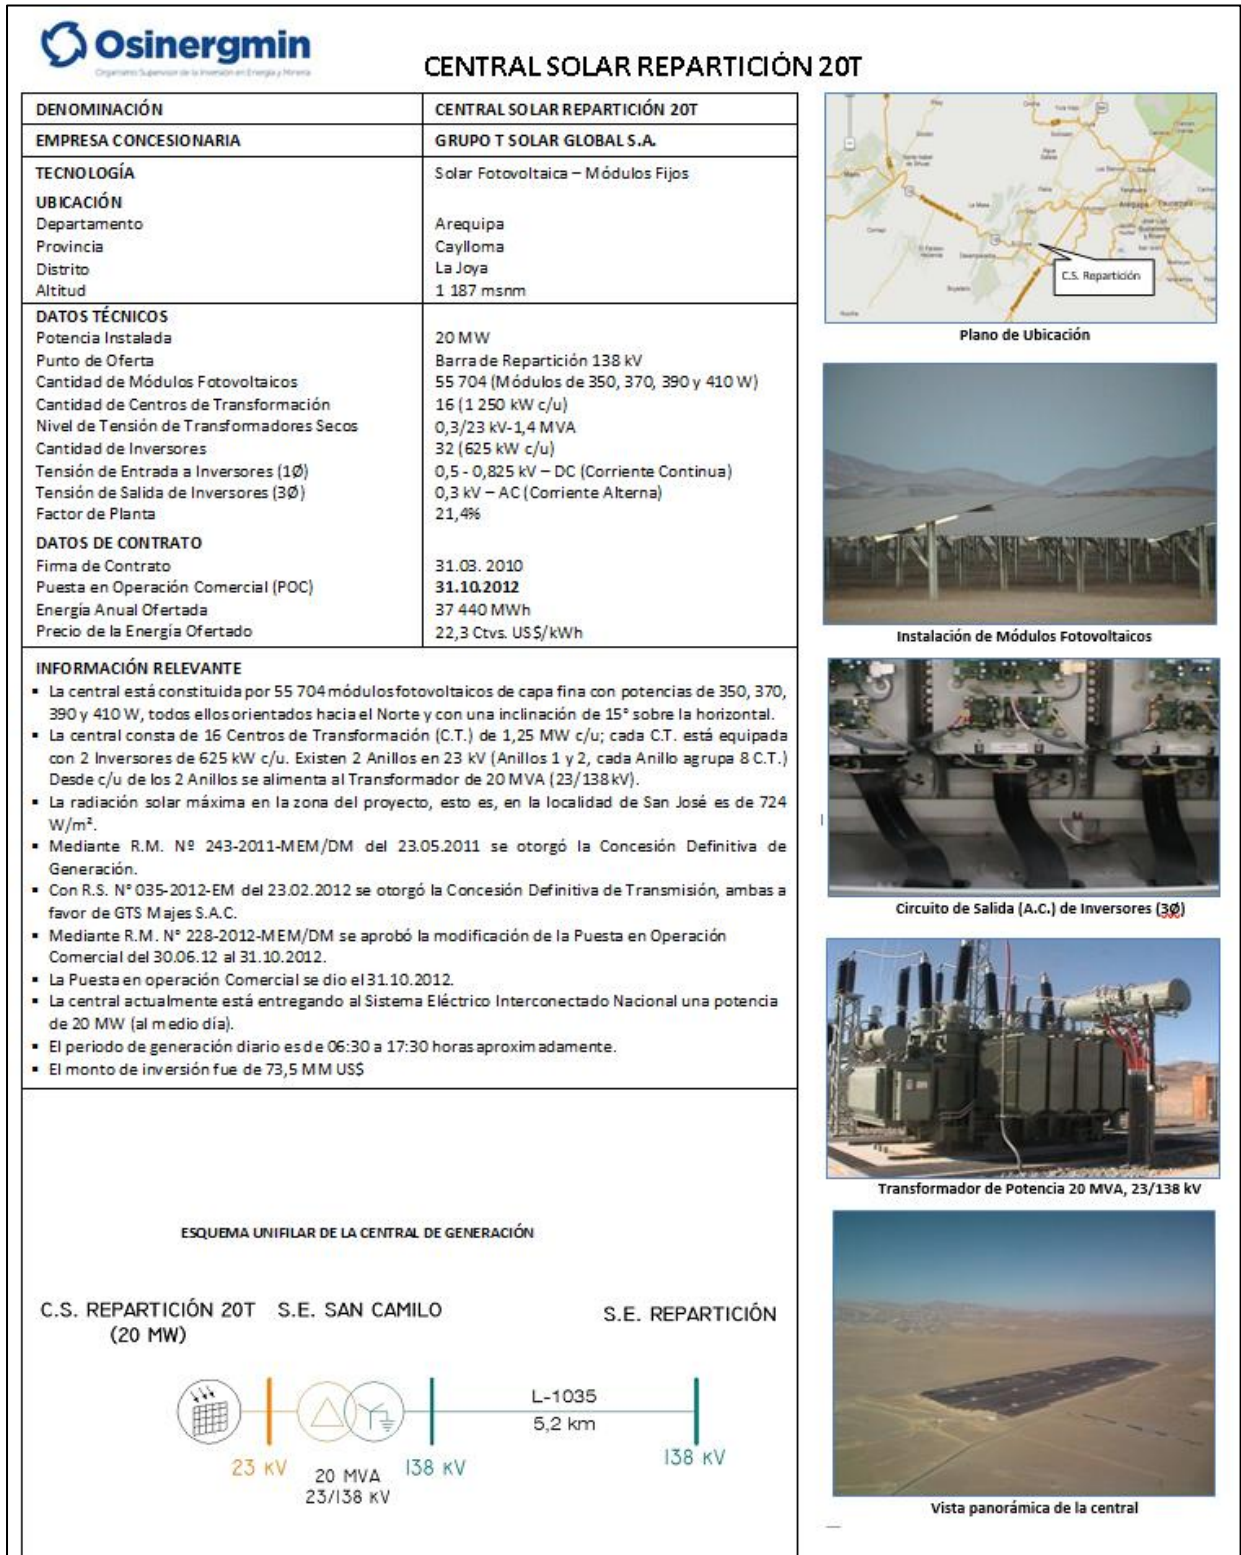 Osinergmin
Organismo Supervisor de la Inversión en Energía y Minería
CENTRAL SOLAR REPARTICIÓN 20T
DENOMINACIÓN CENTRAL SOLAR REPARTICIÓN 20T
EMPRESA CONCESIONARIA GRUPO T SOLAR GLOBAL S.A.
TECNOLOGÍA Solar Fotovoltaica – Módulos Fijos
UBICACIÓN
Departamento Arequipa
Provincia Caylloma
Distrito La Joya
Altitud 1 187 msnm
DATOS TÉCNICOS
Potencia Instalada 20 MW
Punto de Oferta Barra de Repartición 138 kV
Cantidad de Módulos Fotovoltaicos 55 704 (Módulos de 350, 370, 390 y 410 W)
Cantidad de Centros de Transformación 16 (1 250 kW c/u)
Nivel de Tensión de Transformadores Secos 0,3/23 kV-1,4 MVA
Cantidad de Inversores 32 (625 kW c/u)
Tensión de Entrada a Inversores (1Ø) 0,5 - 0,825 kV – DC (Corriente Continua)
Tensión de Salida de Inversores (3Ø) 0,3 kV – AC (Corriente Alterna)
Factor de Planta 21,4%
DATOS DE CONTRATO
Firma de Contrato 31.03. 2010
Puesta en Operación Comercial (POC) 31.10.2012
Energía Anual Ofertada 37 440 MWh
Precio de la Energía Ofertado 22,3 Ctvs. US$/kWh
INFORMACIÓN RELEVANTE
▪ La central está constituida por 55 704 módulos fotovoltaicos de capa fina con potencias de 350, 370,
390 y 410 W, todos ellos orientados hacia el Norte y con una inclinación de 15° sobre la horizontal.
▪ La central consta de 16 Centros de Transformación (C.T.) de 1,25 MW c/u; cada C.T. está equipada
con 2 Inversores de 625 kW c/u. Existen 2 Anillos en 23 kV (Anillos 1 y 2, cada Anillo agrupa 8 C.T.)
Desde c/u de los 2 Anillos se alimenta al Transformador de 20 MVA (23/138 kV).
▪ La radiación solar máxima en la zona del proyecto, esto es, en la localidad de San José es de 724
W/m².
▪ Mediante R.M. Nº 243-2011-MEM/DM del 23.05.2011 se otorgó la Concesión Definitiva de
Generación.
▪ Con R.S. N° 035-2012-EM del 23.02.2012 se otorgó la Concesión Definitiva de Transmisión, ambas a
favor de GTS Majes S.A.C.
▪ Mediante R.M. N° 228-2012-MEM/DM se aprobó la modificación de la Puesta en Operación
Comercial del 30.06.12 al 31.10.2012.
▪ La Puesta en operación Comercial se dio el 31.10.2012.
▪ La central actualmente está entregando al Sistema Eléctrico Interconectado Nacional una potencia
de 20 MW (al medio día).
▪ El periodo de generación diario es de 06:30 a 17:30 horas aproximadamente.
▪ El monto de inversión fue de 73,5 MM US$
ESQUEMA UNIFILAR DE LA CENTRAL DE GENERACIÓN
C.S. REPARTICIÓN 20T S.E. SAN CAMILO S.E. REPARTICIÓN
(20 MW)
L-1035
5,2 km
23 KV 138 KV 138 KV
20 MVA
23/138 KV
C.S. Repartición
Plano de Ubicación
Instalación de Módulos Fotovoltaicos
Circuito de Salida (A.C.) de Inversores (3Ø)
Transformador de Potencia 20 MVA, 23/138 kV
Vista panorámica de la central